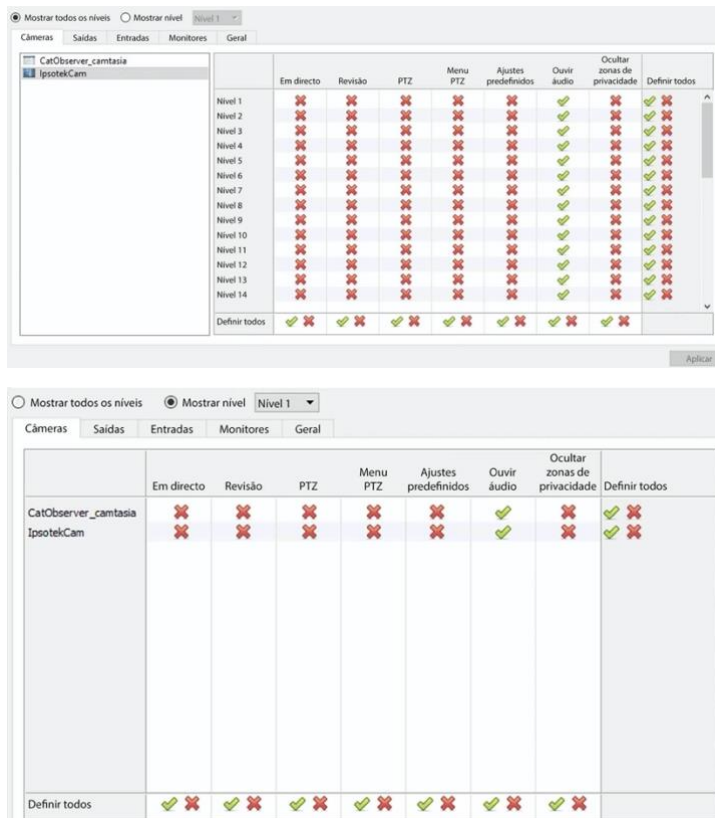 Mostrar todos os níveis Mostrar nível Nível 1
Câmeras Saídas Entradas Monitores Geral
CatObserver_camtasia
IpsotekCam
Em directo Revisão PTZ Menu PTZ Ajustes predefinidos Ouvir áudio Ocultar zonas de privacidade Definir todos
Nível 1
Nível 2
Nível 3
Nível 4
Nível 5
Nível 6
Nível 7
Nível 8
Nível 9
Nível 10
Nível 11
Nível 12
Nível 13
Nível 14
Definir todos
Aplicar
Mostrar todos os níveis Mostrar nível Nível 1
Câmeras Saídas Entradas Monitores Geral
Em directo Revisão PTZ Menu PTZ Ajustes predefinidos Ouvir áudio Ocultar zonas de privacidade Definir todos
CatObserver_camtasia
IpsotekCam
Definir todos